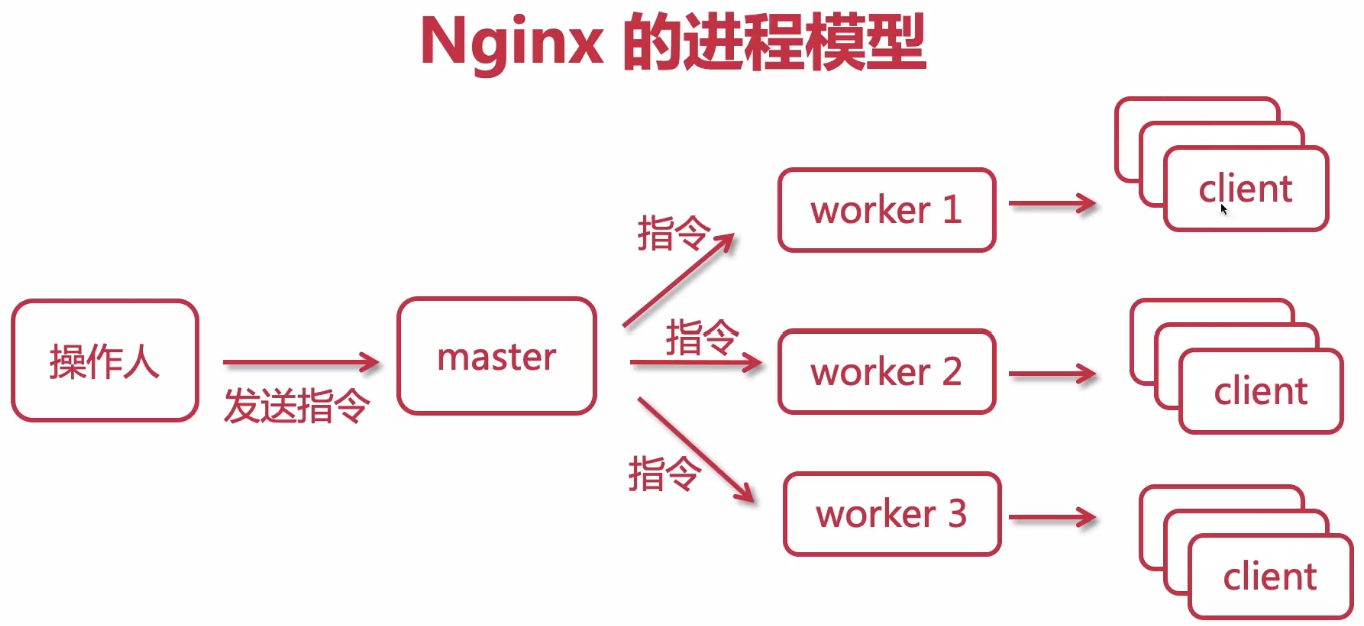 Nginx 的进程模型
操作人
发送指令
master
指令
指令
指令
worker 1
worker 2
worker 3
client
client
client